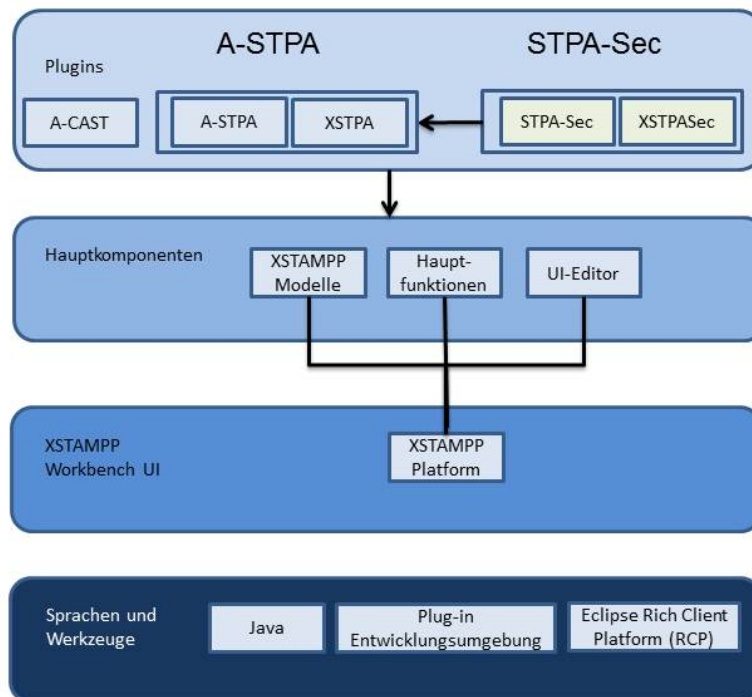 A-STPA
STPA-Sec
Plugins
A-CAST
A-STPA
XSTPA
STPA-Sec
XSTPASec
Hauptkomponenten
XSTAMPP
Modelle
Haupt-
funktionen
UI-Editor
XSTAMPP
Workbench UI
XSTAMPP
Platform
Sprachen und
Werkzeuge
Java
Plug-in
Entwicklungsumgebung
Eclipse Rich Client
Platform (RCP)